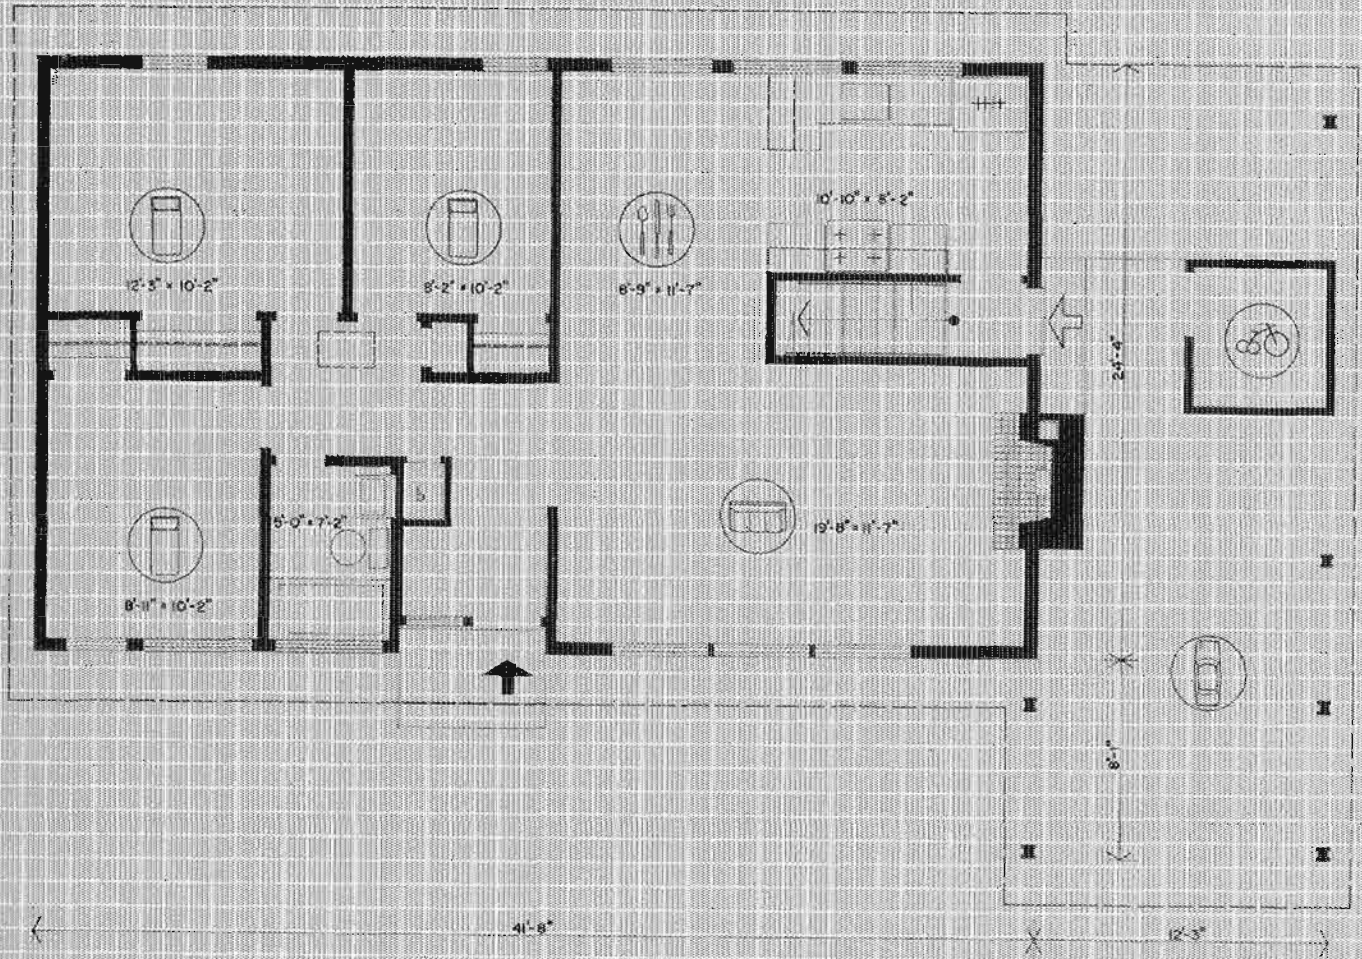 10'-10" × 8'-2"
12'-3" × 10'-2"
8'-2" × 10'-2"
8'-9" × 11'-7"
24'-4"
5'-0" × 7'-2"
19'-8" × 11'-7"
8'-11" × 10'-2"
8'-1"
41'-8"
12'-3"